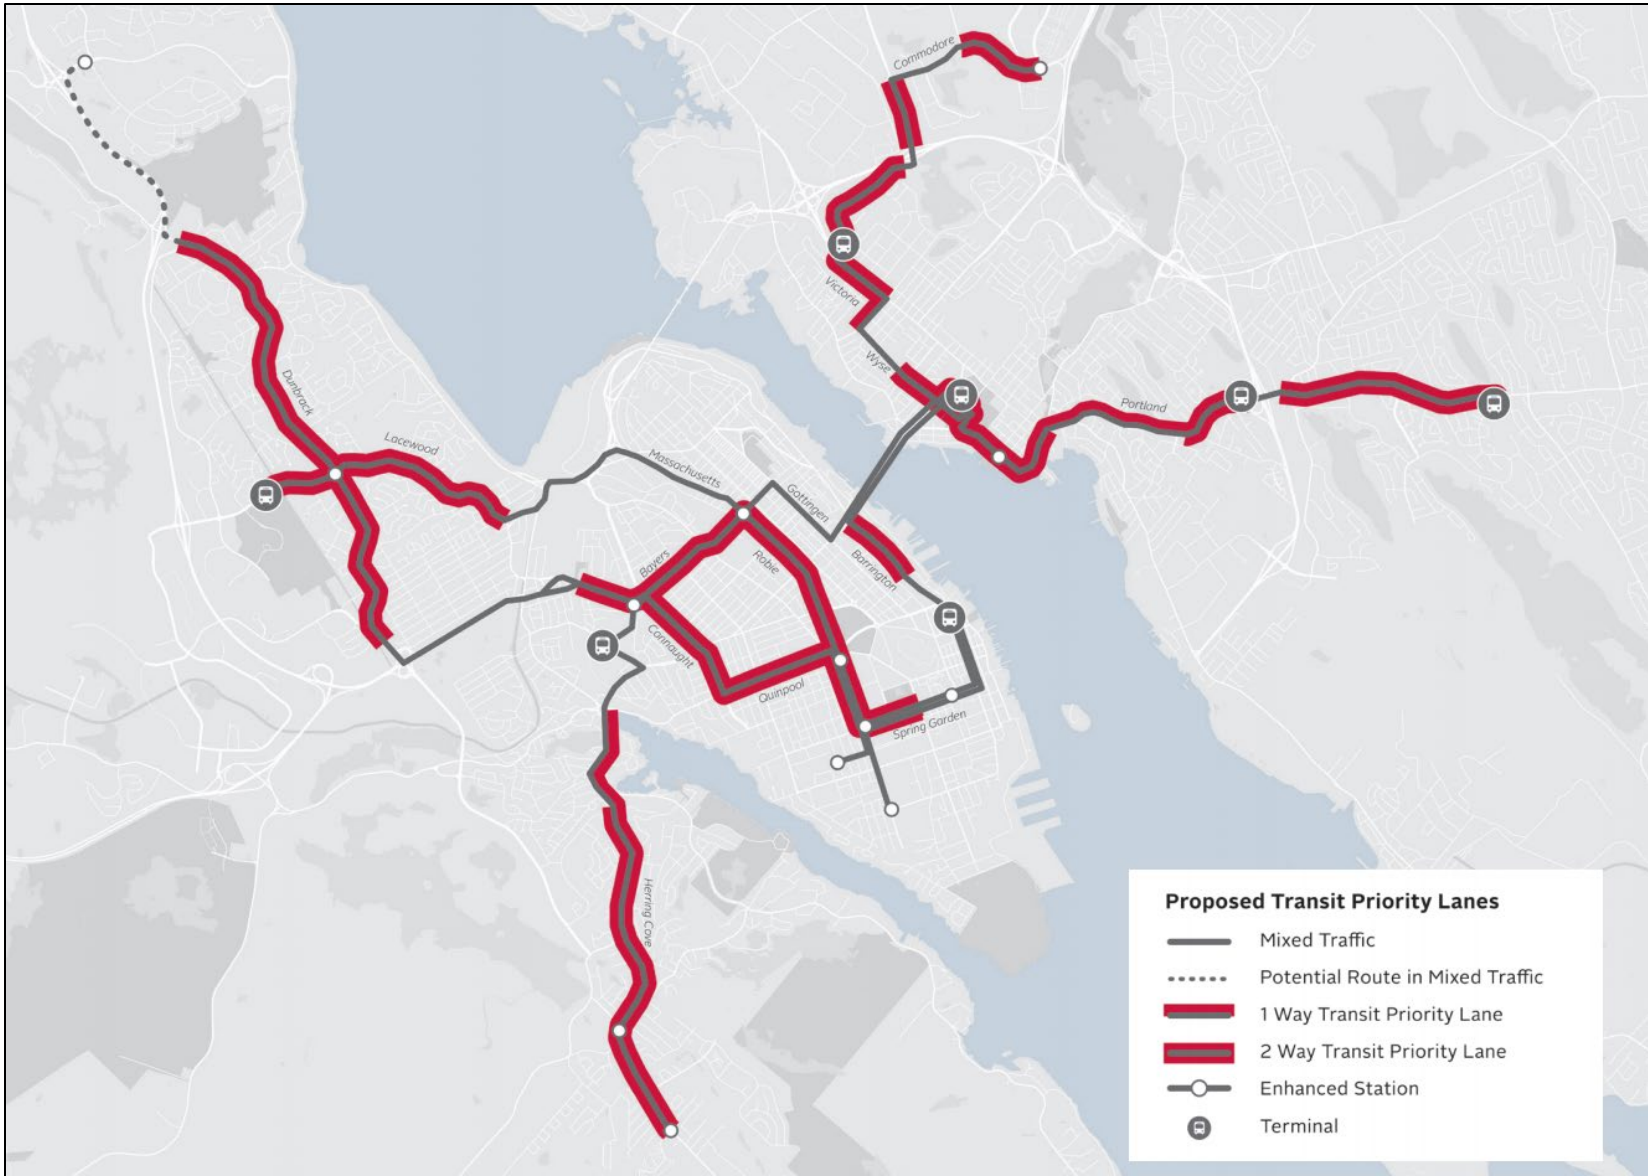 Commodore
Victoria
Wyse
Dunbrack
Portland
Lacewood
Massachusetts
Gottingen
Bayers
Robie
Barrington
Connaught
Quinpool
Spring Garden
Herring Cove
Proposed Transit Priority Lanes
Mixed Traffic
Potential Route in Mixed Traffic
1 Way Transit Priority Lane
2 Way Transit Priority Lane
Enhanced Station
Terminal